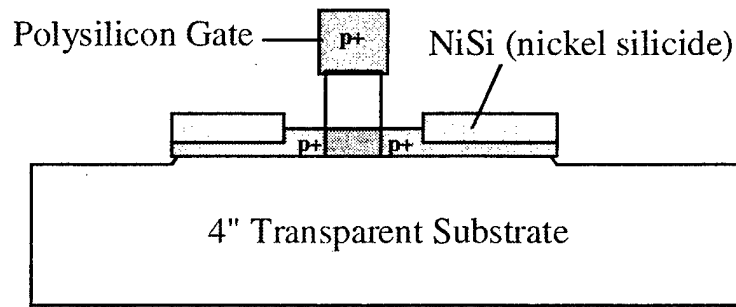 Polysilicon Gate
p+
NiSi (nickel silicide)
p+
p+
4" Transparent Substrate